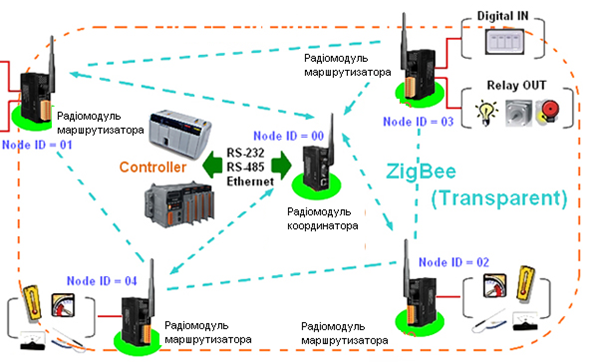 Digital IN
Радіомодуль
маршрутизатора
Relay OUT
Радіомодуль
маршрутизатора
Node ID = 01
Node ID = 00
Node ID = 03
Controller
RS-232
RS-485
Ethernet
ZigBee
(Transparent)
Радіомодуль
координатора
Node ID = 02
Node ID = 04
Радіомодуль
маршрутизатора
Радіомодуль
маршрутизатора